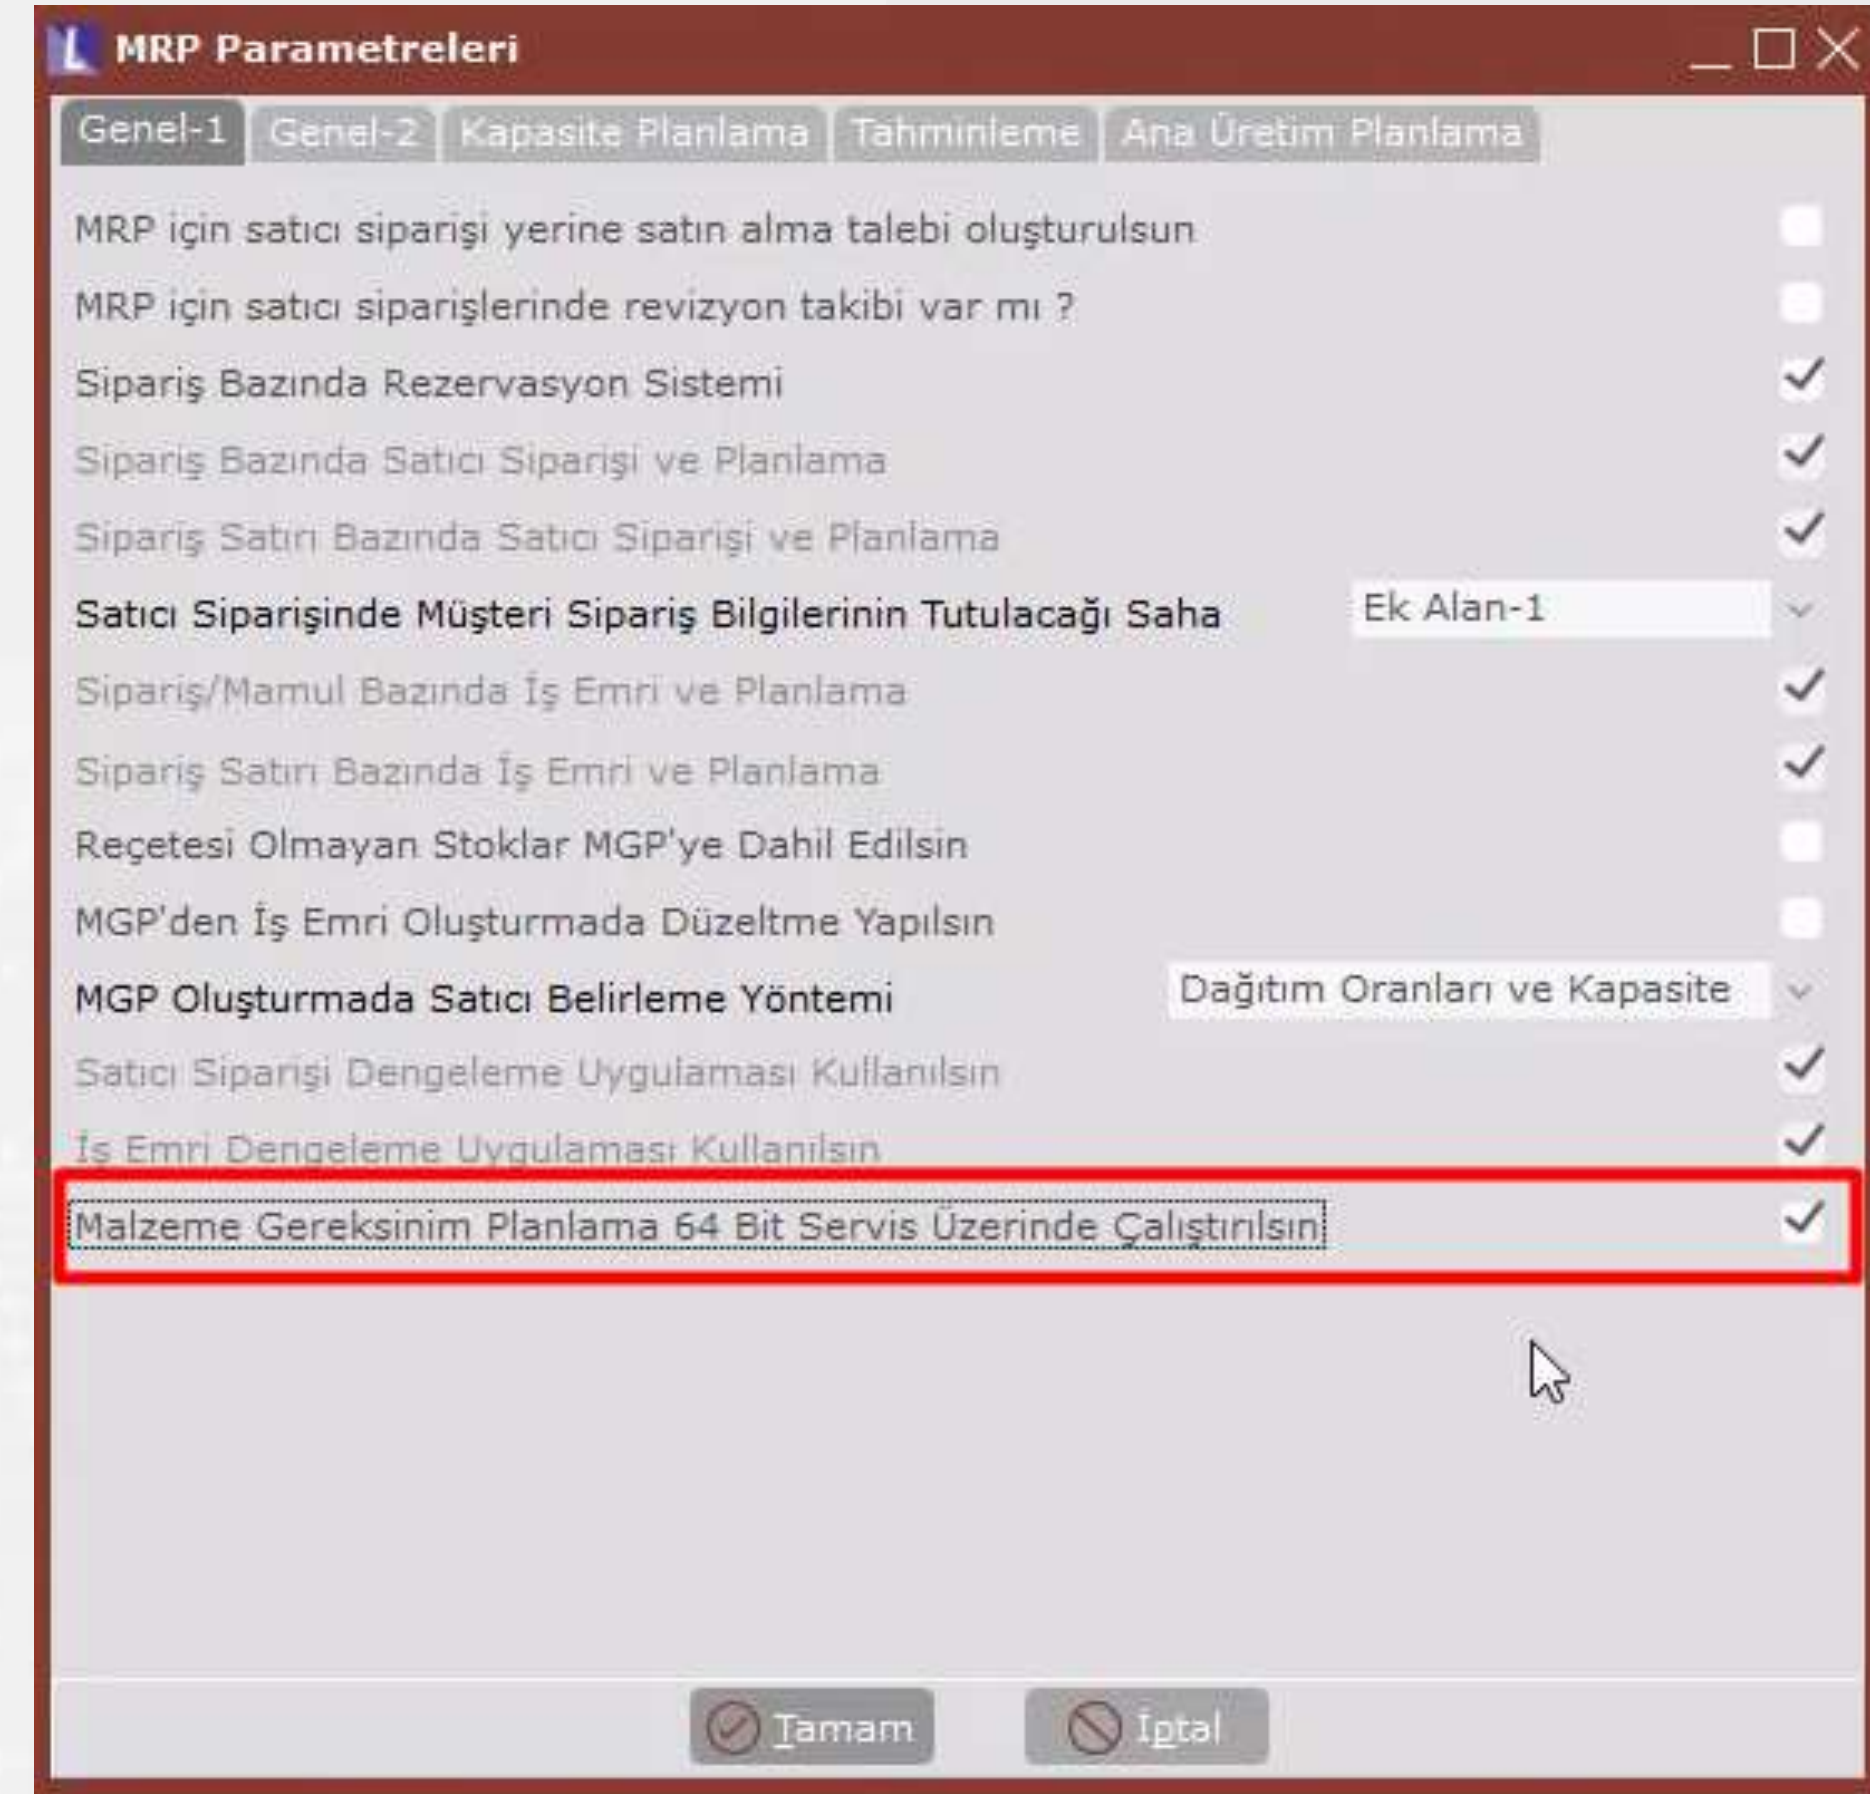 MRP Parametreleri
Genel-1 Genel-2 Kapasite Planlama Tahminleme Ana Üretim Planlama
MRP için satıcı siparişi yerine satın alma talebi oluşturulsun
MRP için satıcı siparişlerinde revizyon takibi var mı ?
Sipariş Bazında Rezervasyon Sistemi
Sipariş Bazında Satıcı Siparişi ve Planlama
Sipariş Satırı Bazında Satıcı Siparişi ve Planlama
Satıcı Siparişinde Müşteri Sipariş Bilgilerinin Tutulacağı Saha Ek Alan-1
Sipariş/Mamul Bazında İş Emri ve Planlama
Sipariş Satırı Bazında İş Emri ve Planlama
Reçetesi Olmayan Stoklar MGP'ye Dahil Edilsin
MGP'den İş Emri Oluşturmada Düzeltme Yapılsın
MGP Oluşturmada Satıcı Belirleme Yöntemi Dağıtım Oranları ve Kapasite
Satıcı Siparişi Dengeleme Uygulaması Kullanılsın
İş Emri Dengeleme Uygulaması Kullanılsın
Malzeme Gereksinim Planlama 64 Bit Servis Üzerinde Çalıştırılsın
Tamam İptal